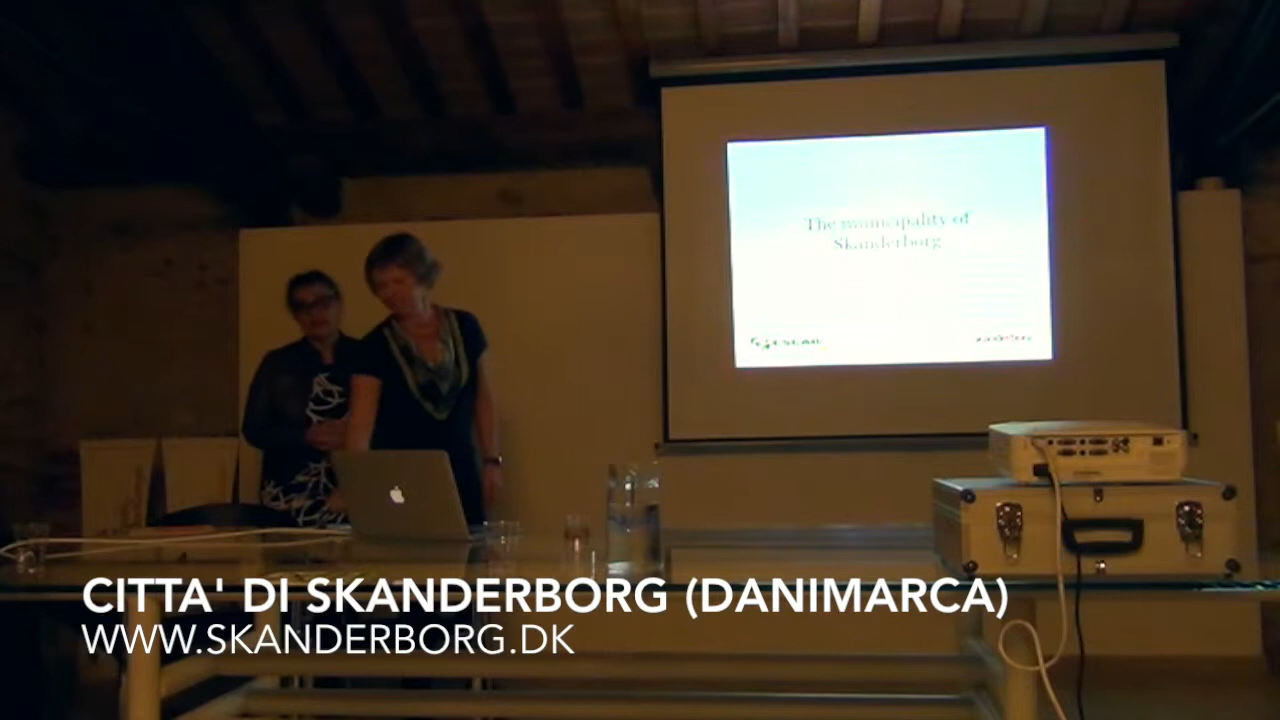 The municipality of
Skanderborg
CITTA' DI SKANDERBORG (DANIMARCA)
WWW.SKANDERBORG.DK